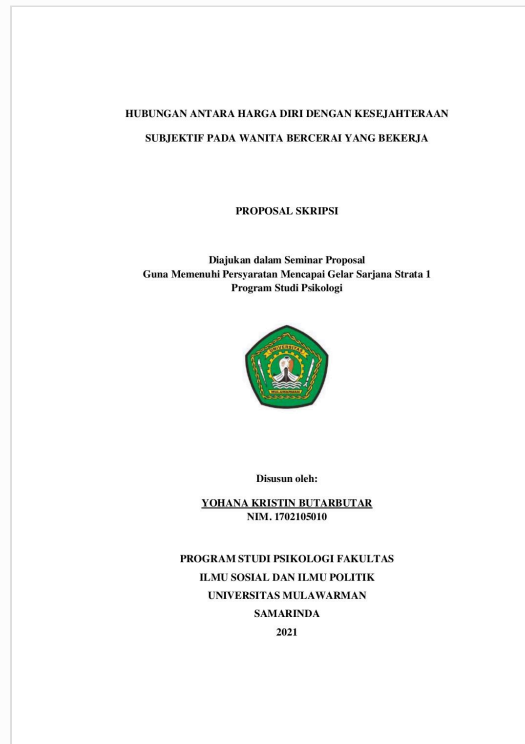 HUBUNGAN ANTARA HARGA DIRI DENGAN KESEJAHTERAAN
SUBJEKTIF PADA WANITA BERCERAI YANG BEKERJA
PROPOSAL SKRIPSI
Diajukan dalam Seminar Proposal
Guna Memenuhi Persyaratan Mencapai Gelar Sarjana Strata 1
Program Studi Psikologi
UNIVERSITAS
Disusun oleh:
YOHANA KRISTIN BUTARBUTAR
NIM. 1702105010
PROGRAM STUDI PSIKOLOGI FAKULTAS
ILMU SOSIAL DAN ILMU POLITIK
UNIVERSITAS MULAWARMAN
SAMARINDA
2021